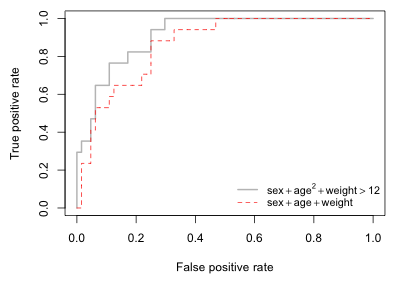 True positive rate
1.0
0.8
0.6
0.4
0.2
0.0
sex + age² + weight > 12
sex + age + weight
0.0 0.2 0.4 0.6 0.8 1.0
False positive rate